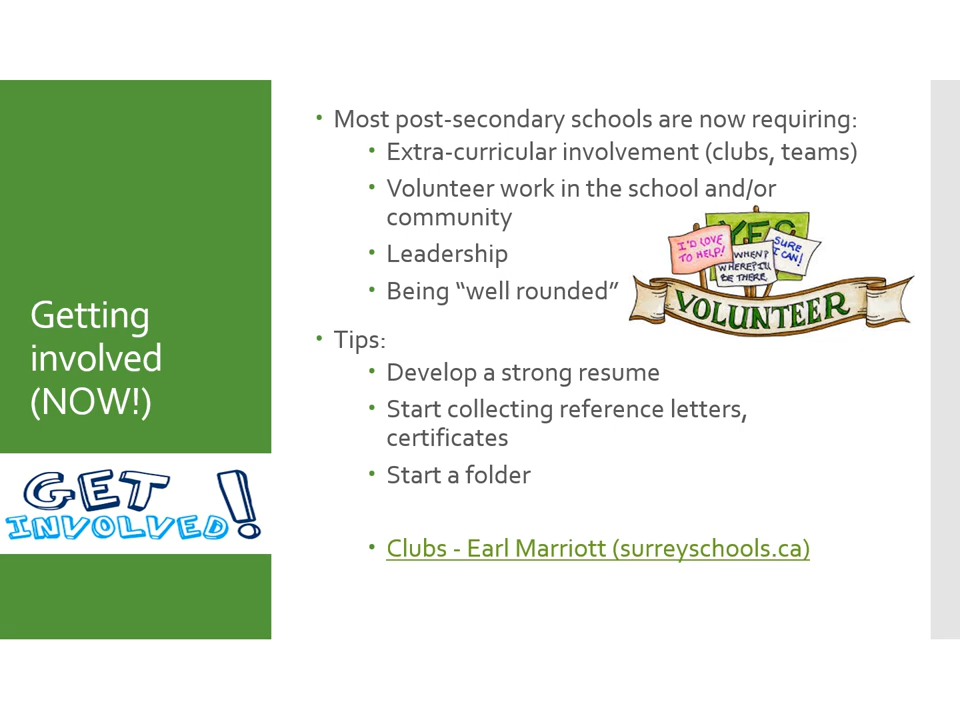 Getting
involved
(NOW!)
GET
INVOLVED!
• Most post-secondary schools are now requiring:
• Extra-curricular involvement (clubs, teams)
• Volunteer work in the school and/or
community
• Leadership
• Being “well rounded”
YES
I'D LOVE
TO HELP!
SURE
I CAN!
WHEN?
WHERE? I'LL
BE THERE
VOLUNTEER
• Tips:
• Develop a strong resume
• Start collecting reference letters,
certificates
• Start a folder
• Clubs - Earl Marriott (surreyschools.ca)